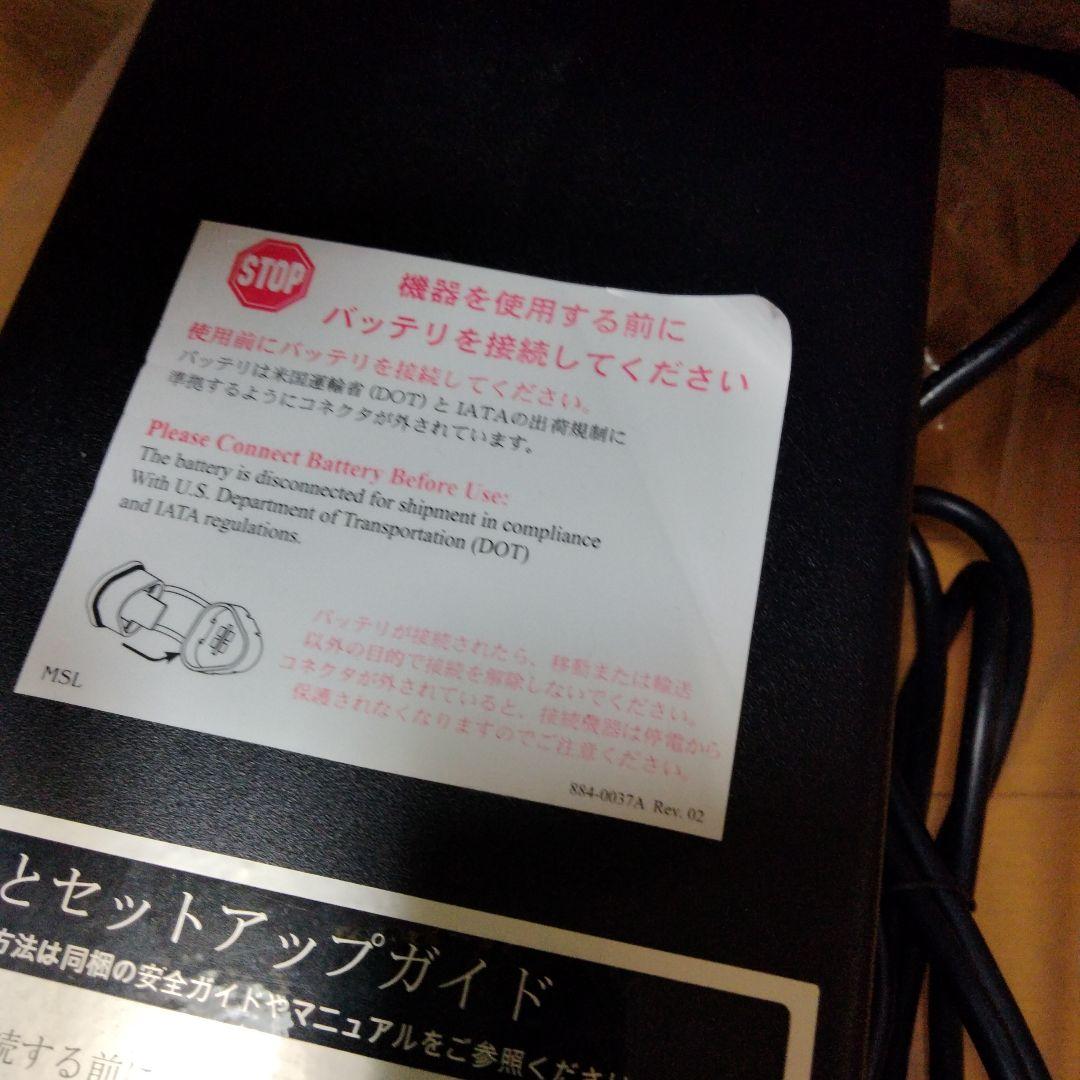 STOP
機器を使用する前に
バッテリを接続してください
使用前にバッテリを接続してください。
バッテリは米国運輸省 (DOT) と IATAの出荷規制に
準拠するようにコネクタが外されています。
Please Connect Battery Before Use:
The battery is disconnected for shipment in compliance
With U.S. Department of Transportation (DOT)
and IATA regulations.
バッテリが接続されたら、移動または輸送
以外の目的で接続を解除しないでください。
コネクタが外されていると、接続機器は停電から
保護されなくなりますのでご注意ください。
MSL
884-0037A Rev. 02
とセットアップガイド
方法は同梱の安全ガイドやマニュアルをご参照ください
続する前に